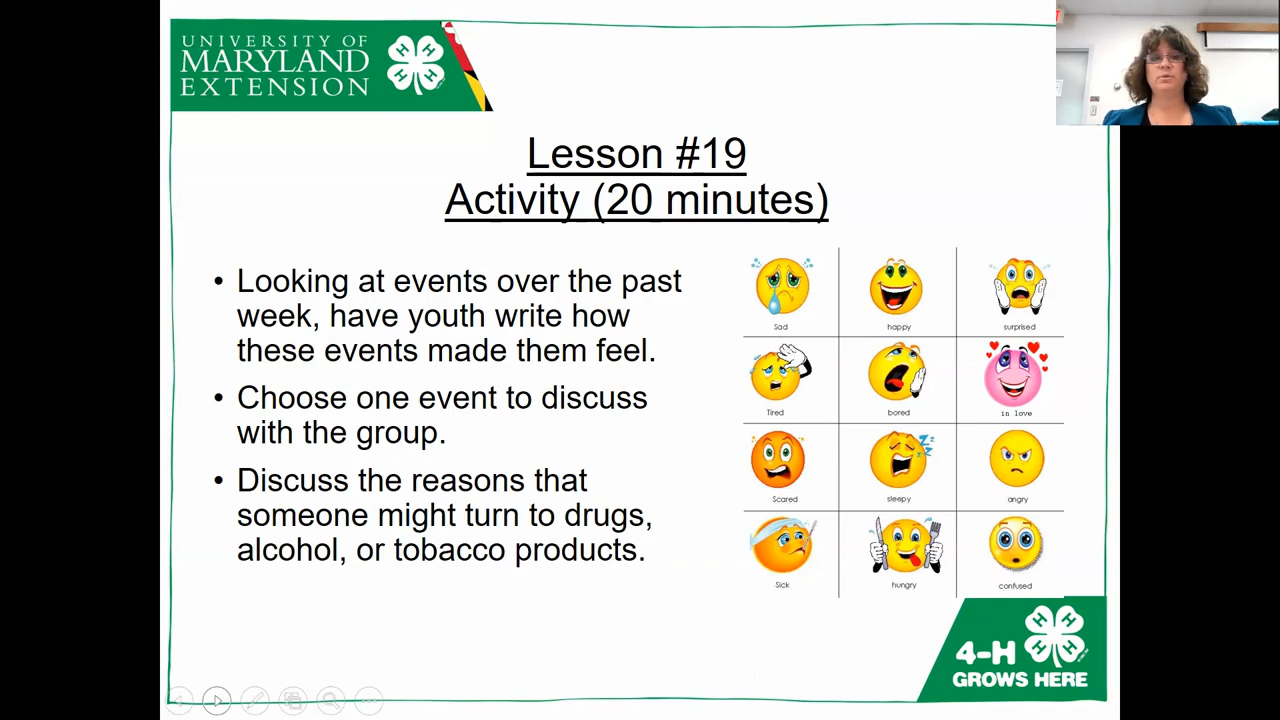 UNIVERSITY OF
MARYLAND
EXTENSION
H H
H H
Lesson #19
Activity (20 minutes)
• Looking at events over the past
week, have youth write how
these events made them feel.
• Choose one event to discuss
with the group.
• Discuss the reasons that
someone might turn to drugs,
alcohol, or tobacco products.
Sad
happy
surprised
Tired
bored
in love
Scared
sleepy
angry
Sick
hungry
confused
H H
H H
4-H
GROWS HERE